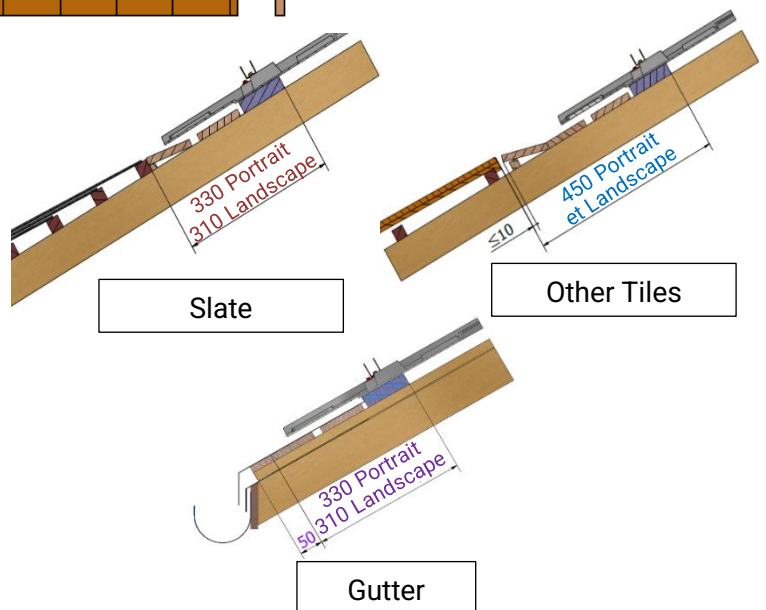 330 Portrait
310 Landscape
Slate
450 Portrait
et Landscape
≤10
Other Tiles
330 Portrait
310 Landscape
50
Gutter